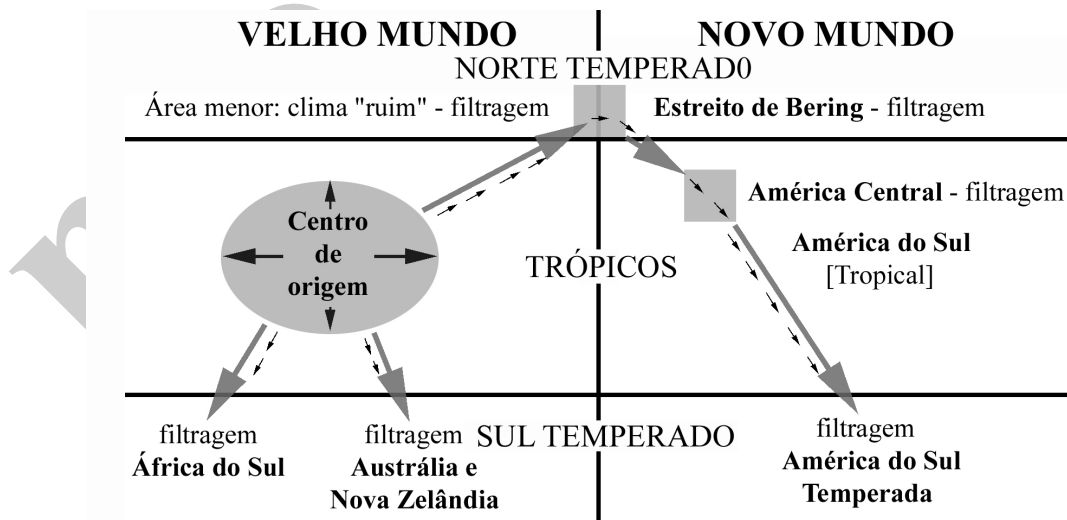 VELHO MUNDO
NOVO MUNDO
NORTE TEMPERAD0
Área menor: clima "ruim" - filtragem
Estreito de Bering - filtragem
Centro
de
origem
América Central - filtragem
América do Sul
[Tropical]
TRÓPICOS
filtragem
África do Sul
filtragem
Austrália e
Nova Zelândia
SUL TEMPERADO
filtragem
América do Sul
Temperada